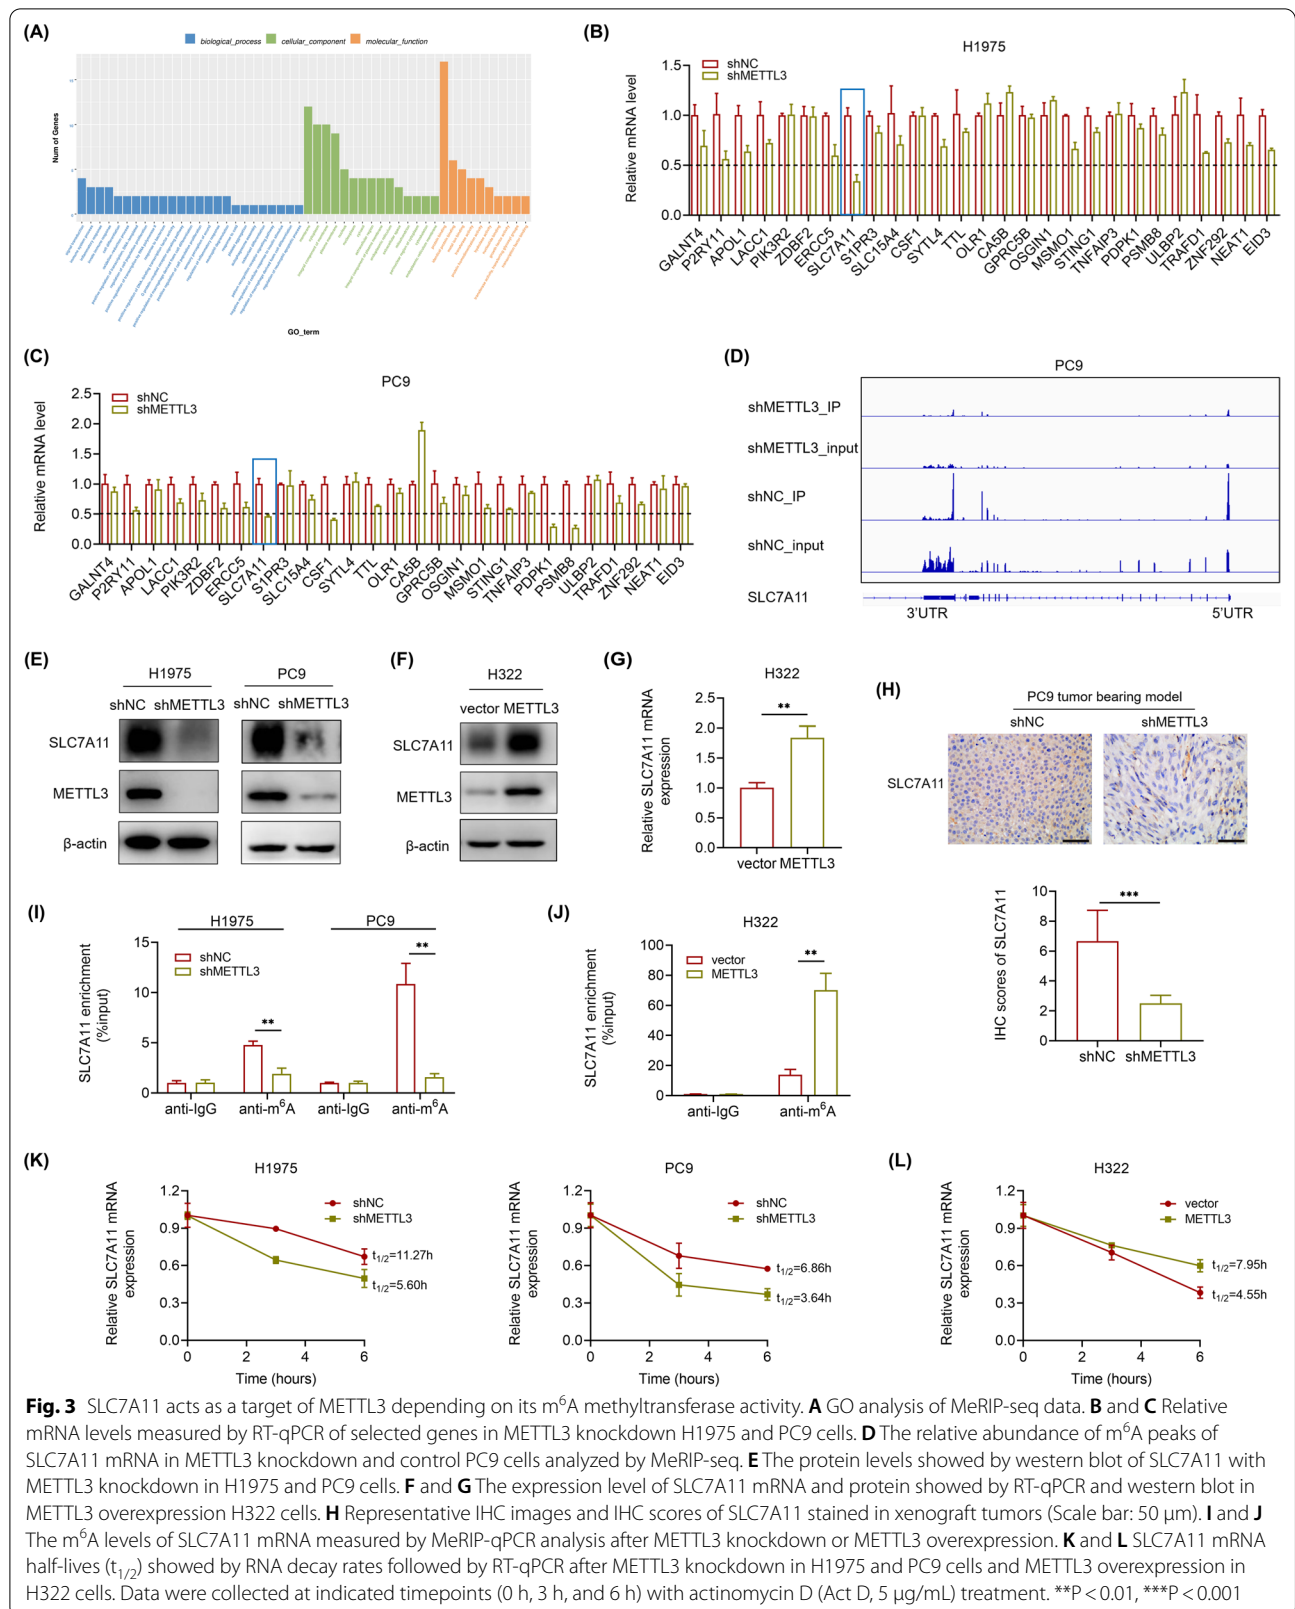 (A)
biological_process cellular_component molecular_function
Num of Genes
GO_term
(B)
H1975
shNC
shMETTL3
Relative mRNA level
1.5
1.0
0.5
0.0
GALNT4 P2RY11 APOL1 LACC1 PIK3R2 ZDBF2 ERCC5 SLC7A11 S1PR3 SLC15A4 CSF1 SYTL4 TTL OLR1 CA5B GPRC5B OSGIN1 MSMO1 STING1 TNFAIP3 PDPK1 PSMB8 ULBP2 TRAFD1 ZNF292 NEAT1 EID3
(C)
PC9
shNC
shMETTL3
Relative mRNA level
2.5
2.0
1.5
1.0
0.5
0.0
GALNT4 P2RY11 APOL1 LACC1 PIK3R2 ZDBF2 ERCC5 SLC7A11 S1PR3 SLC15A4 CSF1 SYTL4 TTL OLR1 CA5B GPRC5B OSGIN1 MSMO1 STING1 TNFAIP3 PDPK1 PSMB8 ULBP2 TRAFD1 ZNF292 NEAT1 EID3
(D)
PC9
shMETTL3_IP
shMETTL3_input
shNC_IP
shNC_input
SLC7A11
3'UTR 5'UTR
(E)
H1975 PC9
shNC shMETTL3 shNC shMETTL3
SLC7A11
METTL3
β-actin
(F)
H322
vector METTL3
SLC7A11
METTL3
β-actin
(G)
H322
Relative SLC7A11 mRNA
expression
2.5
2.0
1.5
1.0
0.5
0.0
**
vector METTL3
(H)
PC9 tumor bearing model
shNC shMETTL3
SLC7A11
IHC scores of SLC7A11
10
8
6
4
2
0
***
shNC shMETTL3
(I)
H1975 PC9
shNC
shMETTL3
SLC7A11 enrichment
(%input)
15
10
5
0
** **
anti-IgG anti-m⁶A anti-IgG anti-m⁶A
(J)
H322
vector
METTL3
SLC7A11 enrichment
(%input)
100
80
60
40
20
0
**
anti-IgG anti-m⁶A
(K)
H1975
Relative SLC7A11 mRNA
expression
1.2
0.9
0.6
0.3
0.0
shNC
shMETTL3
t1/2=11.27h
t1/2=5.60h
0 2 4 6
Time (hours)
PC9
Relative SLC7A11 mRNA
expression
1.2
0.9
0.6
0.3
0.0
shNC
shMETTL3
t1/2=6.86h
t1/2=3.64h
0 2 4 6
Time (hours)
(L)
H322
Relative SLC7A11 mRNA
expression
1.2
0.9
0.6
0.3
0.0
vector
METTL3
t1/2=7.95h
t1/2=4.55h
0 2 4 6
Time (hours)
Fig. 3 SLC7A11 acts as a target of METTL3 depending on its m⁶A methyltransferase activity. A GO analysis of MeRIP-seq data. B and C Relative
mRNA levels measured by RT-qPCR of selected genes in METTL3 knockdown H1975 and PC9 cells. D The relative abundance of m⁶A peaks of
SLC7A11 mRNA in METTL3 knockdown and control PC9 cells analyzed by MeRIP-seq. E The protein levels showed by western blot of SLC7A11 with
METTL3 knockdown in H1975 and PC9 cells. F and G The expression level of SLC7A11 mRNA and protein showed by RT-qPCR and western blot in
METTL3 overexpression H322 cells. H Representative IHC images and IHC scores of SLC7A11 stained in xenograft tumors (Scale bar: 50 μm). I and J
The m⁶A levels of SLC7A11 mRNA measured by MeRIP-qPCR analysis after METTL3 knockdown or METTL3 overexpression. K and L SLC7A11 mRNA
half-lives (t1/2) showed by RNA decay rates followed by RT-qPCR after METTL3 knockdown in H1975 and PC9 cells and METTL3 overexpression in
H322 cells. Data were collected at indicated timepoints (0 h, 3 h, and 6 h) with actinomycin D (Act D, 5 μg/mL) treatment. **P < 0.01, ***P < 0.001